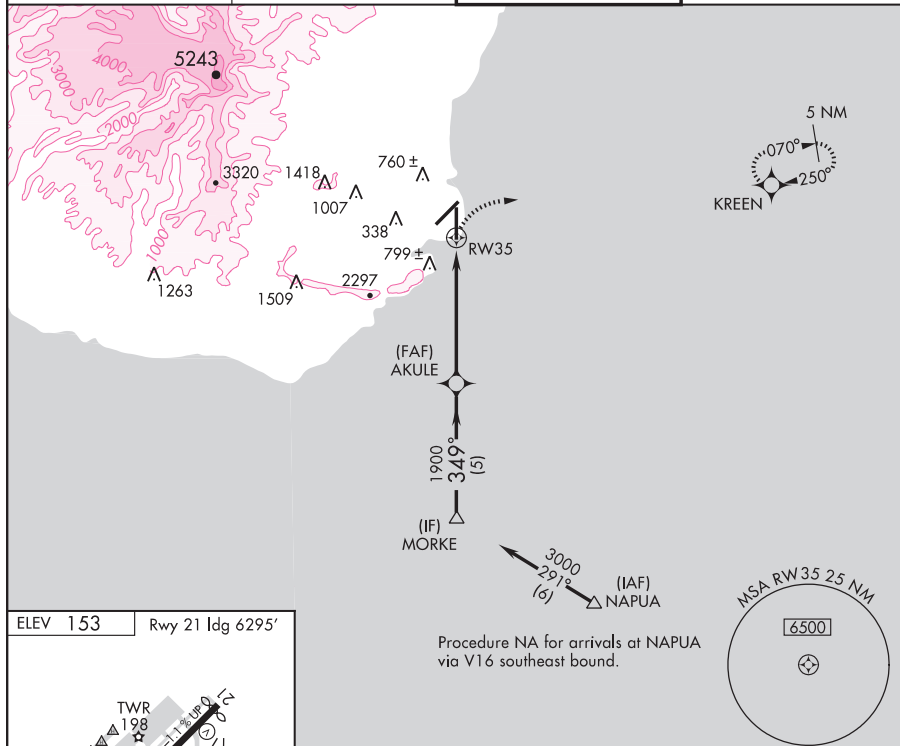 5243
4000
3000
2000
1000
3320
1418
1007
760 ±
338
799 ±
1263
1509
2297
RW35
5 NM
070°
250°
KREEN
(FAF)
AKULE
1900
349°
(5)
(IF)
MORKE
3000
291°
(6)
(IAF)
NAPUA
Procedure NA for arrivals at NAPUA
via V16 southeast bound.
MSA RW35 25 NM
6500
ELEV 153
Rwy 21 ldg 6295'
TWR
198
1.1% UP
21
V